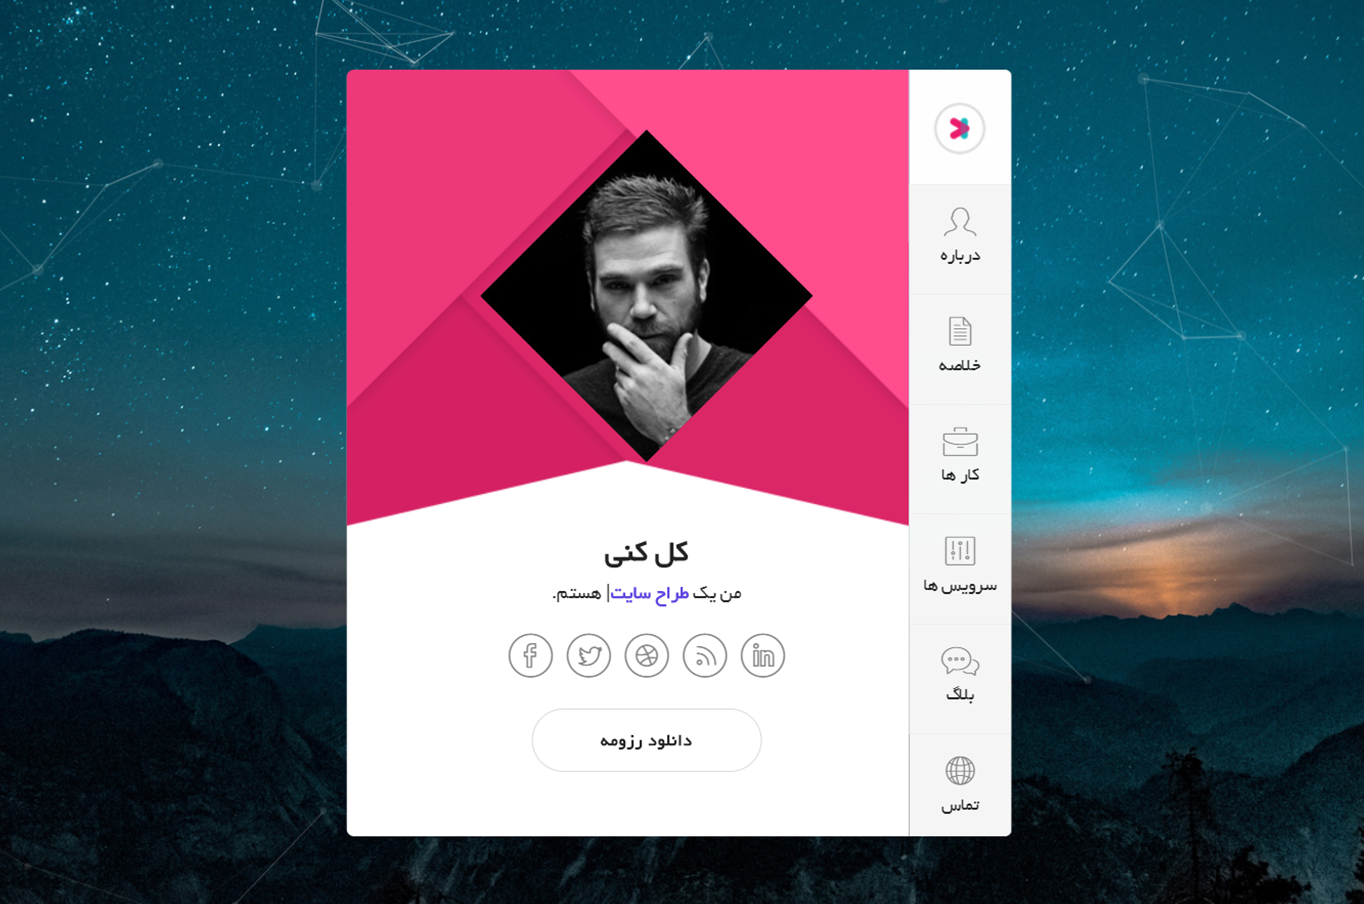 درباره
خلاصه
کار ها
سرویس ها
بلاگ
تماس
کل کنی
من یک طراح سایت| هستم.
دانلود رزومه